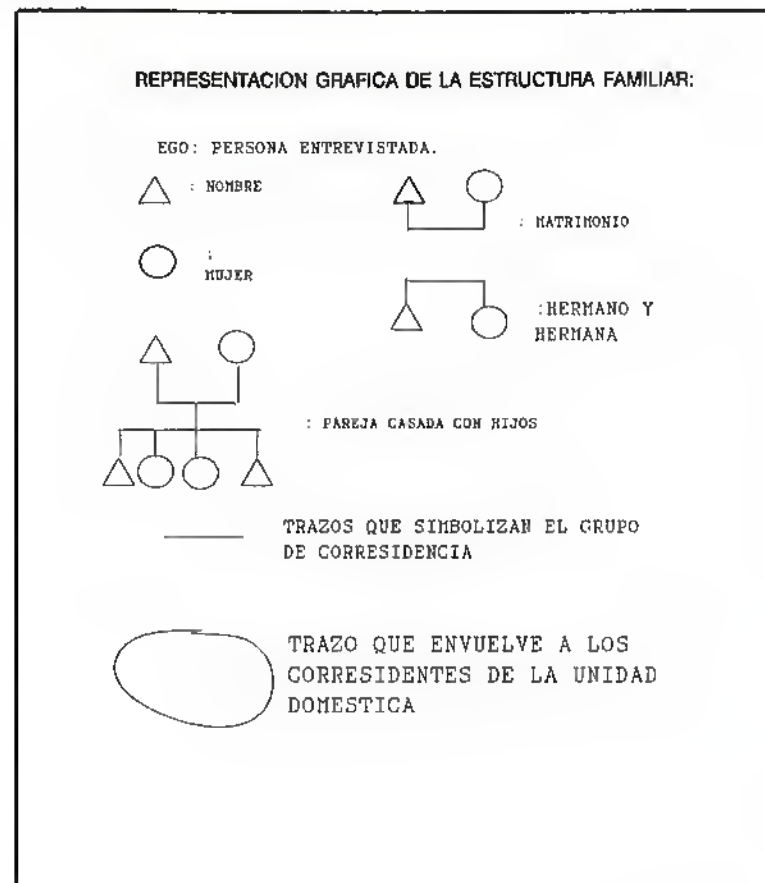 REPRESENTACION GRAFICA DE LA ESTRUCTURA FAMILIAR:
EGO: PERSONA ENTREVISTADA.
: NOMBRE
: MATRIMONIO
:
MUJER
:HERMANO Y
HERMANA
: PAREJA CASADA CON HIJOS
TRAZOS QUE SIMBOLIZAN EL GRUPO
DE CORRESIDENCIA
TRAZO QUE ENVUELVE A LOS
CORRESIDENTES DE LA UNIDAD
DOMESTICA